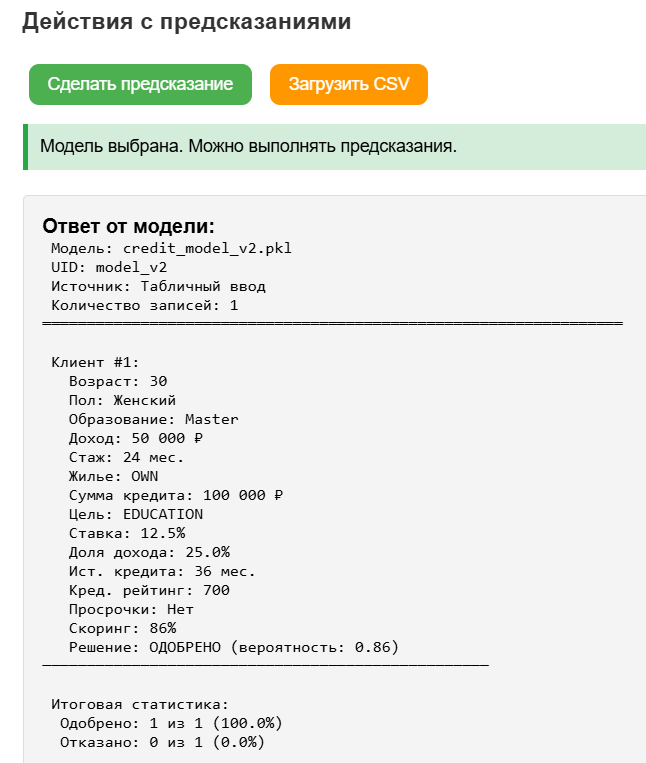 Действия с предсказаниями
Сделать предсказание
Загрузить CSV
Модель выбрана. Можно выполнять предсказания.
Ответ от модели:
Модель: credit_model_v2.pkl
UID: model_v2
Источник: Табличный ввод
Количество записей: 1
Клиент #1:
Возраст: 30
Пол: Женский
Образование: Master
Доход: 50 000 ₽
Стаж: 24 мес.
Жилье: OWN
Сумма кредита: 100 000 ₽
Цель: EDUCATION
Ставка: 12.5%
Доля дохода: 25.0%
Ист. кредита: 36 мес.
Кред. рейтинг: 700
Просрочки: Нет
Скоринг: 86%
Решение: ОДОБРЕНО (вероятность: 0.86)
Итоговая статистика:
Одобрено: 1 из 1 (100.0%)
Отказано: 0 из 1 (0.0%)